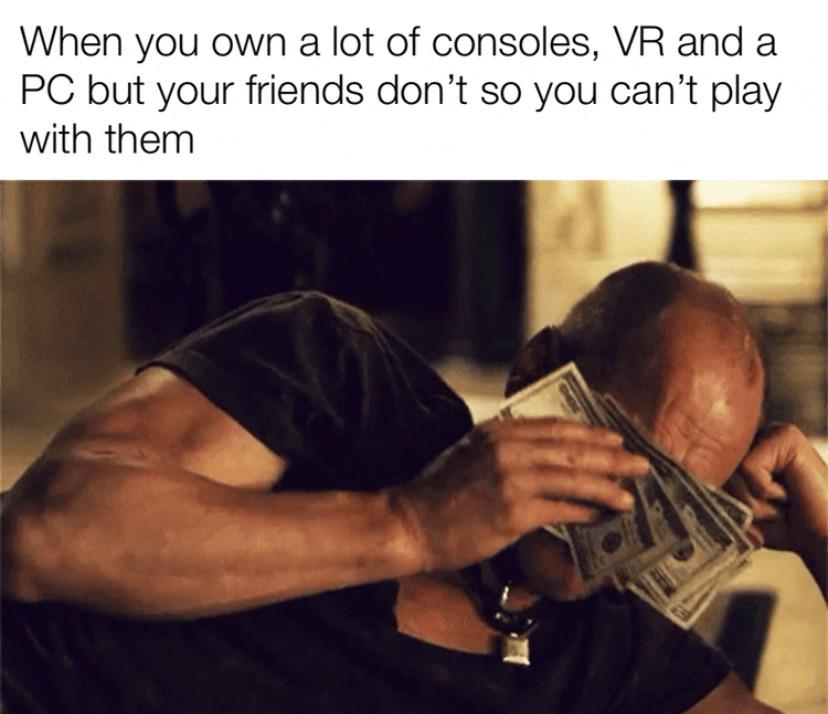 When you own a lot of consoles, VR and a
PC but your friends don’t so you can’t play
with them